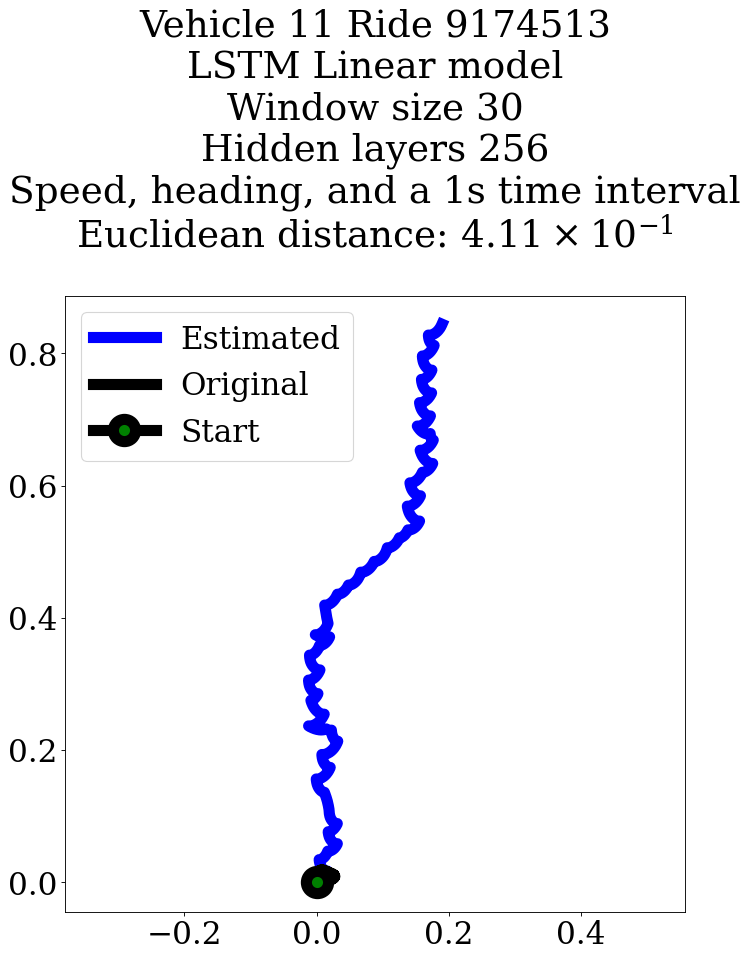 Vehicle 11 Ride 9174513
LSTM Linear model
Window size 30
Hidden layers 256
Speed, heading, and a 1s time interval
Euclidean distance: 4.11 × 10⁻¹
Estimated
Original
Start
0.8
0.6
0.4
0.2
0.0
−0.2 0.0 0.2 0.4